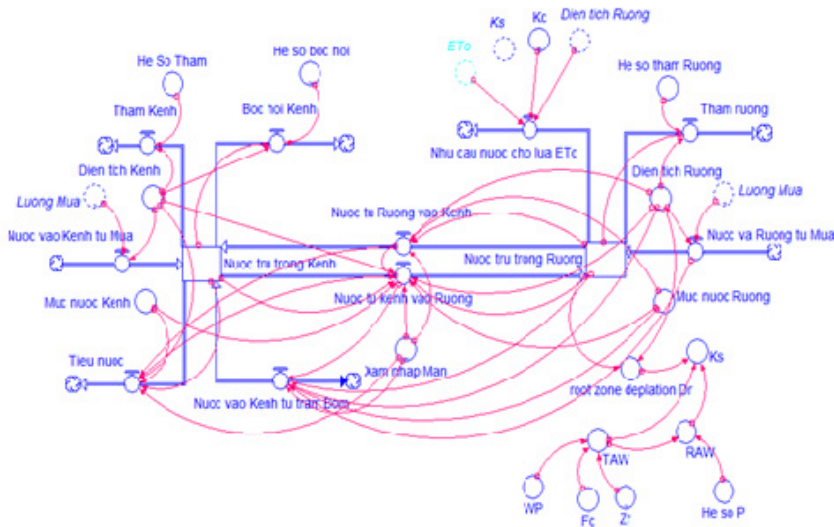 ETo
Ks
Kc
Dien tich Ruong
He So Tham
He so boc hoi
He so tham Ruong
Tham Kenh
Boc hoi Kenh
Tham ruong
Nhu cau nuoc cho lua ETc
Dien tich Kenh
Dien tich Ruong
Luong Mua
Luong Mua
Nuoc tu Ruong vao Kenh
Nuoc vao Kenh tu Mua
Nuoc tru trong Kenh
Nuoc tru trong Ruong
Nuoc va Ruong tu Mua
Muc nuoc Kenh
Nuoc tu kenh vao Ruong
Muc nuoc Ruong
Tieu nuoc
Xam nhap Man
Ks
Nuoc vao Kenh tu tram Bom
root zone deplation Dr
TAW
RAW
WP
Fc
Zr
He so P